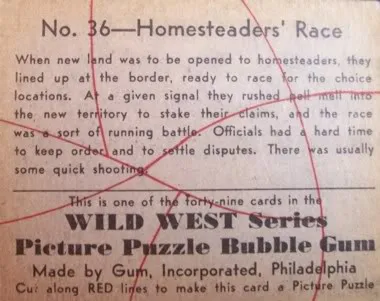 No. 36—Homesteaders' Race
When new land was to be opened to homesteaders, they
lined up at the border, ready to race for the choice
locations. At a given signal they rushed pell mell into
the new territory to stake their claims, and the race
was a sort of running battle. Officials had a hard time
to keep order and to settle disputes. There was usually
some quick shooting.
This is one of the forty-nine cards in the
WILD WEST Series
Picture Puzzle Bubble Gum
Made by Gum, Incorporated, Philadelphia
Cut along RED lines to make this card a Picture Puzzle